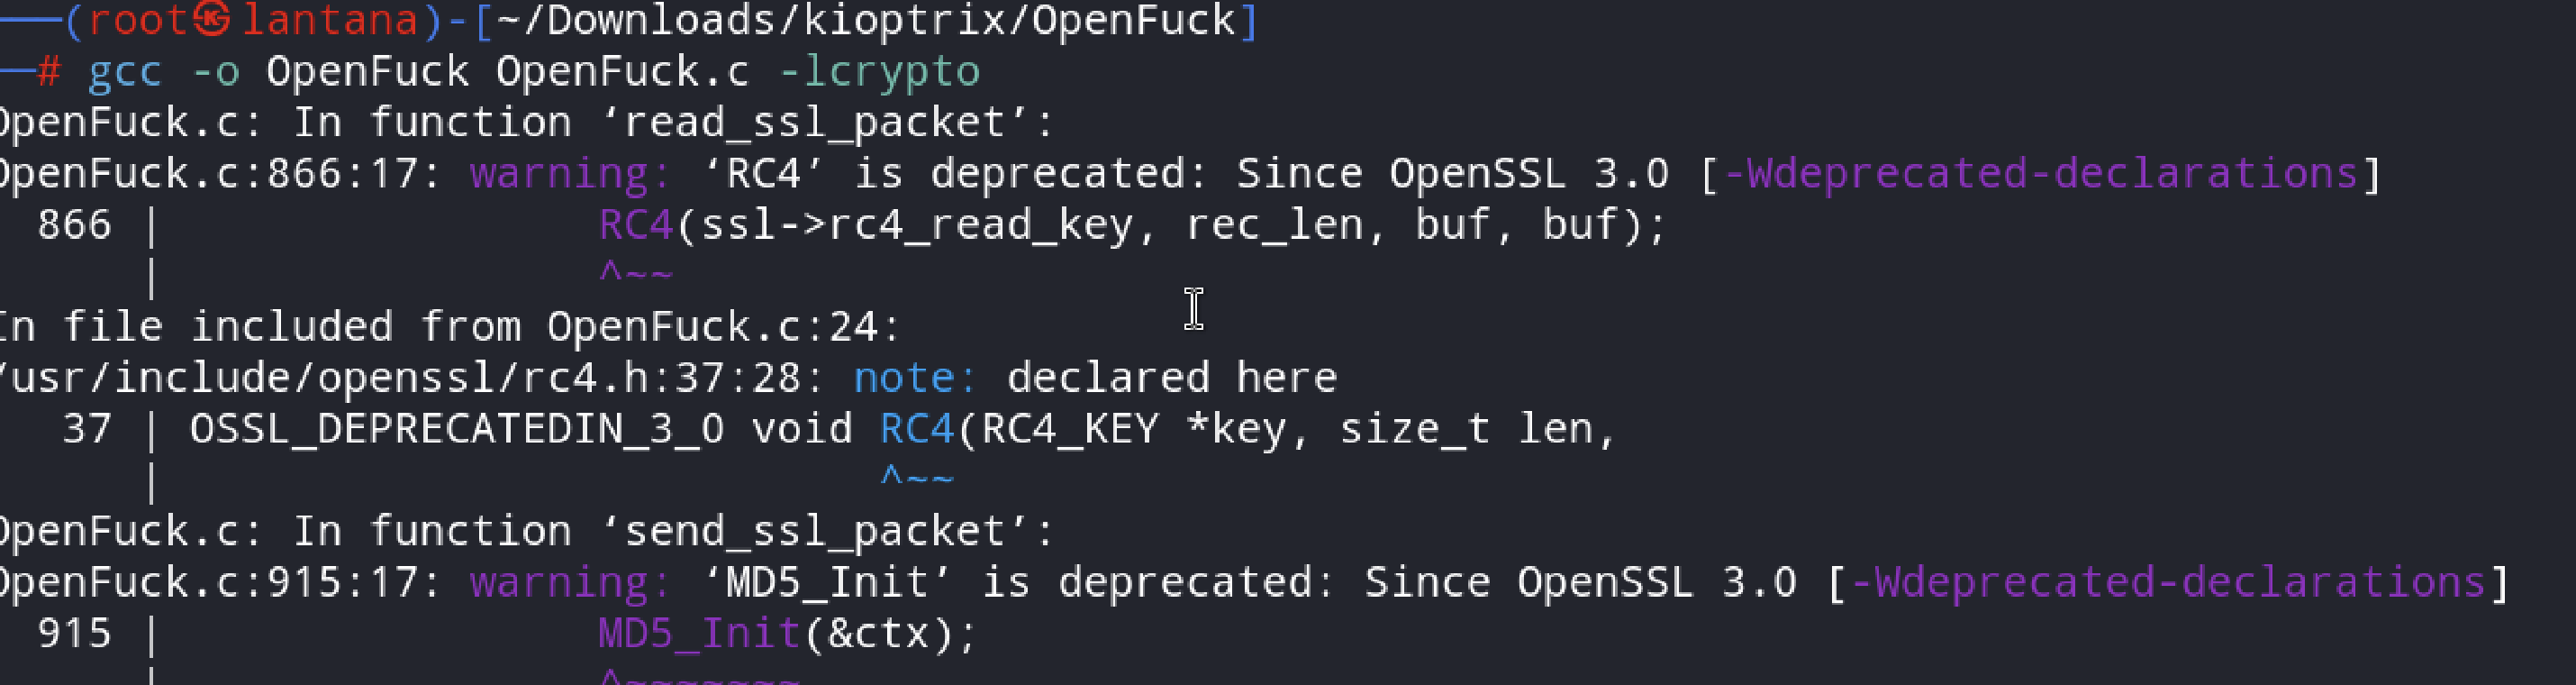 ──(root㉿lantana)-[~/Downloads/kioptrix/OpenFuck]
─# gcc -o OpenFuck OpenFuck.c -lcrypto
OpenFuck.c: In function ‘read_ssl_packet’:
OpenFuck.c:866:17: warning: ‘RC4’ is deprecated: Since OpenSSL 3.0 [-Wdeprecated-declarations]
  866 |                 RC4(ssl->rc4_read_key, rec_len, buf, buf);
      |                 ^~~
In file included from OpenFuck.c:24:
/usr/include/openssl/rc4.h:37:28: note: declared here
   37 | OSSL_DEPRECATEDIN_3_0 void RC4(RC4_KEY *key, size_t len,
      |                            ^~~
OpenFuck.c: In function ‘send_ssl_packet’:
OpenFuck.c:915:17: warning: ‘MD5_Init’ is deprecated: Since OpenSSL 3.0 [-Wdeprecated-declarations]
  915 |                 MD5_Init(&ctx);
      |                 ^~~~~~~~